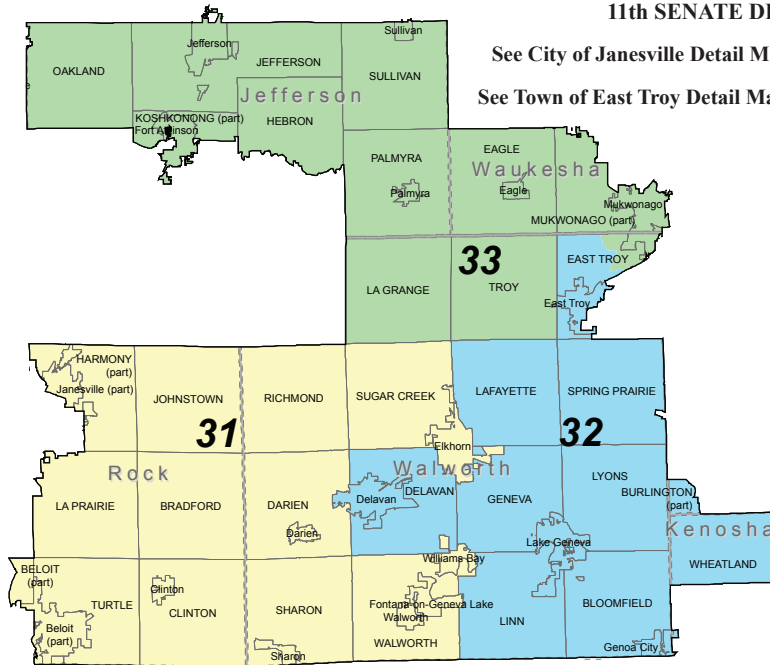 11th SENATE DI
See City of Janesville Detail M
See Town of East Troy Detail Ma
Sullivan
Jefferson
OAKLAND
JEFFERSON
SULLIVAN
Jefferson
KOSHKONONG (part)
Fort Atkinson
HEBRON
PALMYRA
EAGLE
Waukesha
Palmyra
Eagle
Mukwonago
MUKWONAGO (part)
33
EAST TROY
LA GRANGE
TROY
East Troy
HARMONY
(part)
Janesville (part)
JOHNSTOWN
RICHMOND
SUGAR CREEK
LAFAYETTE
SPRING PRAIRIE
31
32
Elkhorn
Rock
Walworth
LYONS
LA PRAIRIE
BRADFORD
DARIEN
Delavan
DELAVAN
GENEVA
BURLINGTON
(part)
Darien
Lake Geneva
Kenosha
BELOIT
(part)
Williams Bay
WHEATLAND
Clinton
TURTLE
CLINTON
SHARON
Fontana-on-Geneva Lake
Walworth
LINN
BLOOMFIELD
Beloit
(part)
WALWORTH
Genoa City
Sharon